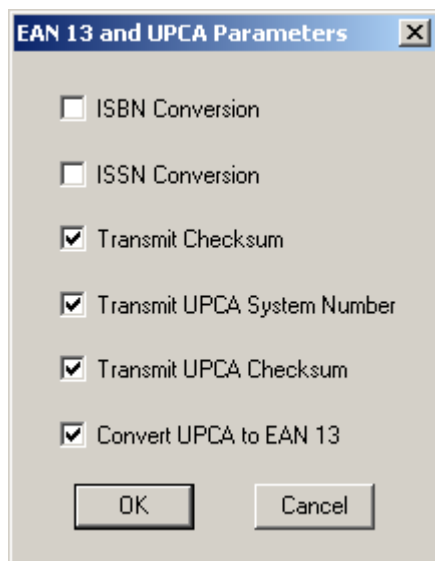 EAN 13 and UPCA Parameters
ISBN Conversion
ISSN Conversion
Transmit Checksum
Transmit UPCA System Number
Transmit UPCA Checksum
Convert UPCA to EAN 13
OK
Cancel